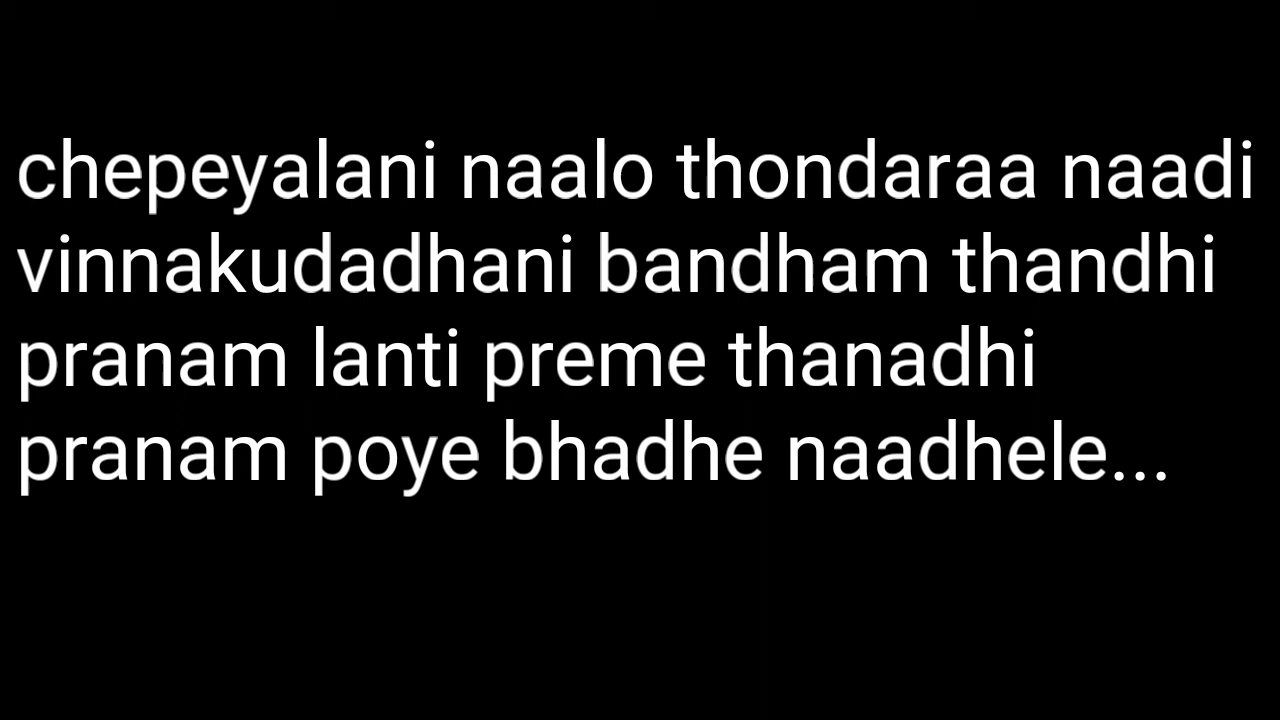 chepeyalani naalo thondaraa naadi
vinnakudadhani bandham thandhi
pranam lanti preme thanadhi
pranam poye bhadhe naadhele...